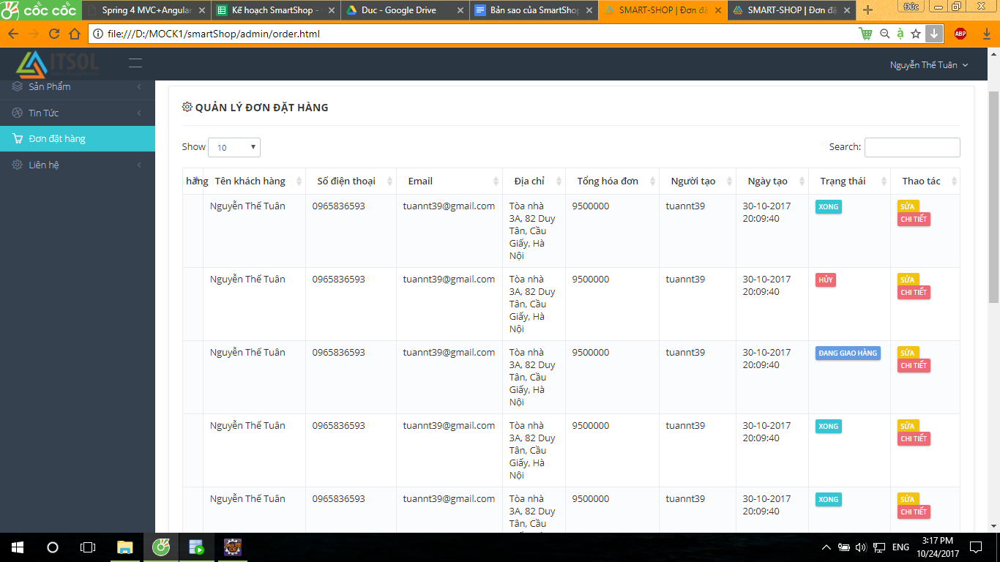 cốc cốc
Spring 4 MVC+Angular
Kế hoạch SmartShop -
Duc - Google Drive
Bản sao của SmartShop
SMART-SHOP | Đơn đặ
SMART-SHOP | Đơn đặ
Đức
file:///D:/MOCK1/smartShop/admin/order.html
ABP
ITSOL
Nguyễn Thế Tuân
Sản Phẩm
Tin Tức
Đơn đặt hàng
Liên hệ
QUẢN LÝ ĐƠN ĐẶT HÀNG
Show 10
Search:
hàng Tên khách hàng Số điện thoại Email Địa chỉ Tổng hóa đơn Người tạo Ngày tạo Trạng thái Thao tác
Nguyễn Thế Tuân 0965836593 tuannt39@gmail.com Tòa nhà 9500000 tuannt39 30-10-2017 XONG SỬA
3A, 82 Duy 20:09:40 CHI TIẾT
Tân, Cầu
Giấy, Hà
Nội
Nguyễn Thế Tuân 0965836593 tuannt39@gmail.com Tòa nhà 9500000 tuannt39 30-10-2017 HỦY SỬA
3A, 82 Duy 20:09:40 CHI TIẾT
Tân, Cầu
Giấy, Hà
Nội
Nguyễn Thế Tuân 0965836593 tuannt39@gmail.com Tòa nhà 9500000 tuannt39 30-10-2017 ĐANG GIAO HÀNG SỬA
3A, 82 Duy 20:09:40 CHI TIẾT
Tân, Cầu
Giấy, Hà
Nội
Nguyễn Thế Tuân 0965836593 tuannt39@gmail.com Tòa nhà 9500000 tuannt39 30-10-2017 XONG SỬA
3A, 82 Duy 20:09:40 CHI TIẾT
Tân, Cầu
Giấy, Hà
Nội
Nguyễn Thế Tuân 0965836593 tuannt39@gmail.com Tòa nhà 9500000 tuannt39 30-10-2017 XONG SỬA
3A, 82 Duy 20:09:40 CHI TIẾT
Tân, Cầu
ENG
3:17 PM
10/24/2017